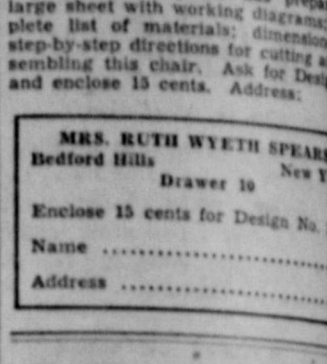 large sheet with working diagrams,
plete list of materials; dimension
step-by-step directions for cutting a
sembling this chair. Ask for Desi
and enclose 15 cents. Address:
MRS. RUTH WYETH SPEARS
Bedford Hills New Y
Drawer 10
Enclose 15 cents for Design No.
Name
Address